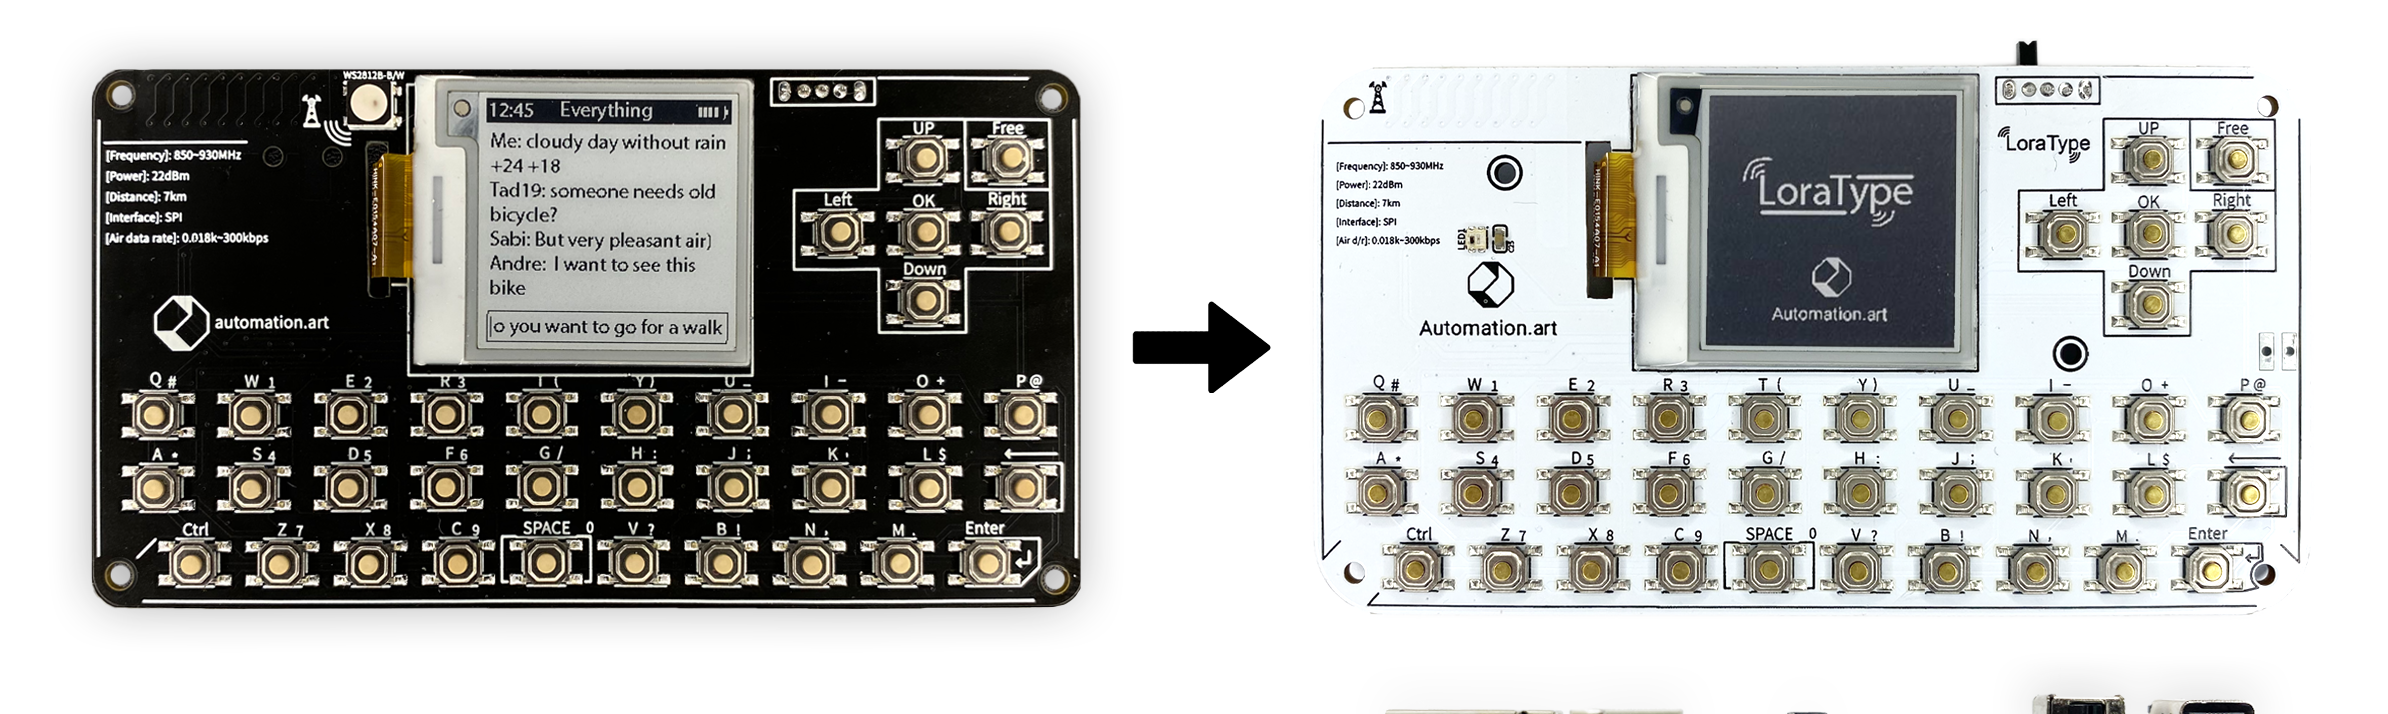 WS2812B-B/W
[Frequency]: 850~930MHz
[Power]: 22dBm
[Distance]: 7km
[Interface]: SPI
[Air data rate]: 0.018k~300kbps
automation.art
12:45 Everything
Me: cloudy day without rain
+24 +18
Tad19: someone needs old
bicycle?
Sabi: But very pleasant air)
Andre: I want to see this
bike
o you want to go for a walk
UP Free
Left OK Right
Down
Q # W 1 E 2 R 3 T ( Y ) U _ I - O + P @
A * S 4 D 5 F 6 G / H : J ; K ' L $
Ctrl Z 7 X 8 C 9 SPACE 0 V ? B ! N , M . Enter
[Frequency]: 850~930MHz
[Power]: 22dBm
[Distance]: 7km
[Interface]: SPI
[Air d/r]: 0.018k~300kbps
LED1
Automation.art
LoraType
Automation.art
LoraType
UP Free
Left OK Right
Down
Q # W 1 E 2 R 3 T ( Y ) U _ I - O + P @
A * S 4 D 5 F 6 G / H : J ; K ' L $
Ctrl Z 7 X 8 C 9 SPACE 0 V ? B ! N , M . Enter